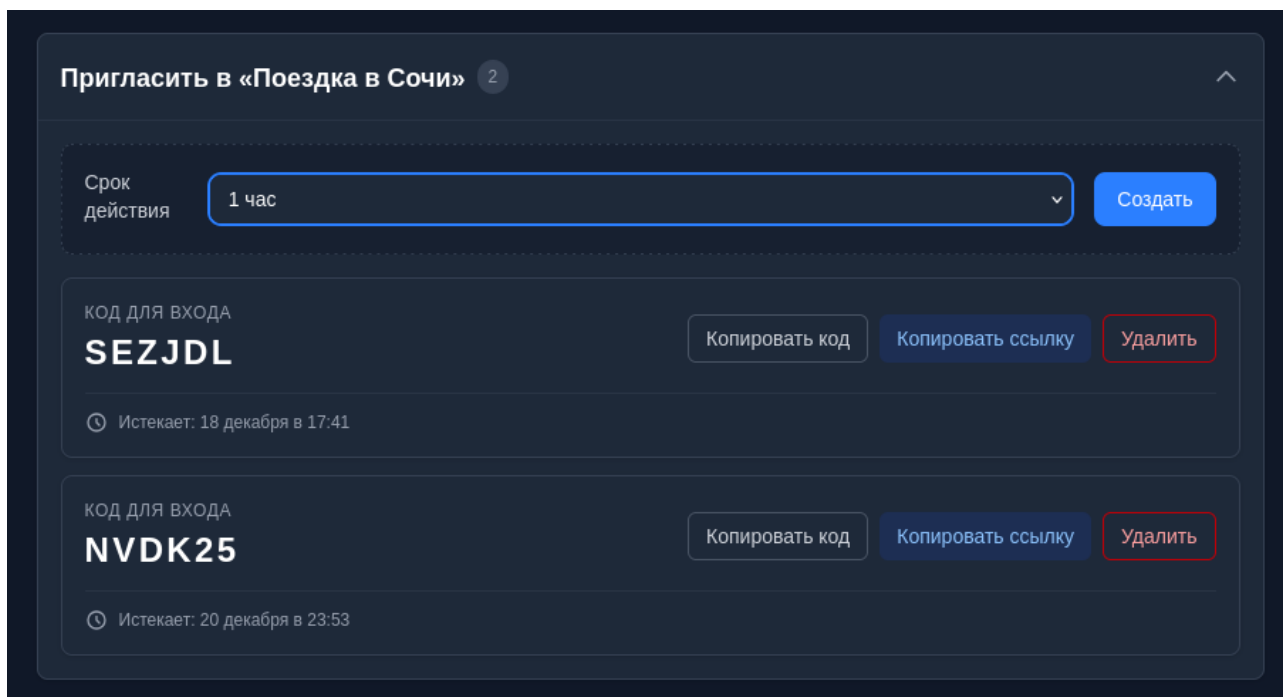 Пригласить в «Поездка в Сочи» 2
Срок
действия
1 час
Создать
КОД ДЛЯ ВХОДА
SEZJDL
Копировать код
Копировать ссылку
Удалить
Истекает: 18 декабря в 17:41
КОД ДЛЯ ВХОДА
NVDK25
Копировать код
Копировать ссылку
Удалить
Истекает: 20 декабря в 23:53